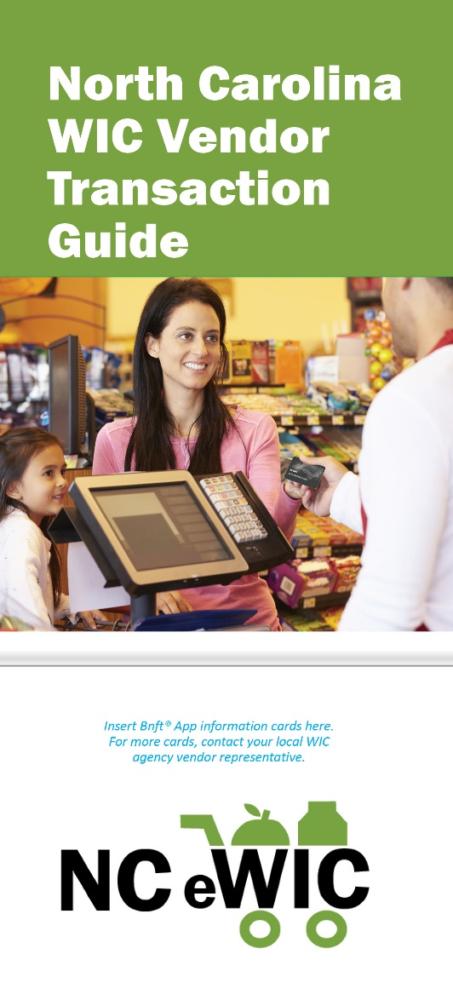 North Carolina
WIC Vendor
Transaction
Guide
Insert Bnft® App information cards here.
For more cards, contact your local WIC
agency vendor representative.
NC eWIC